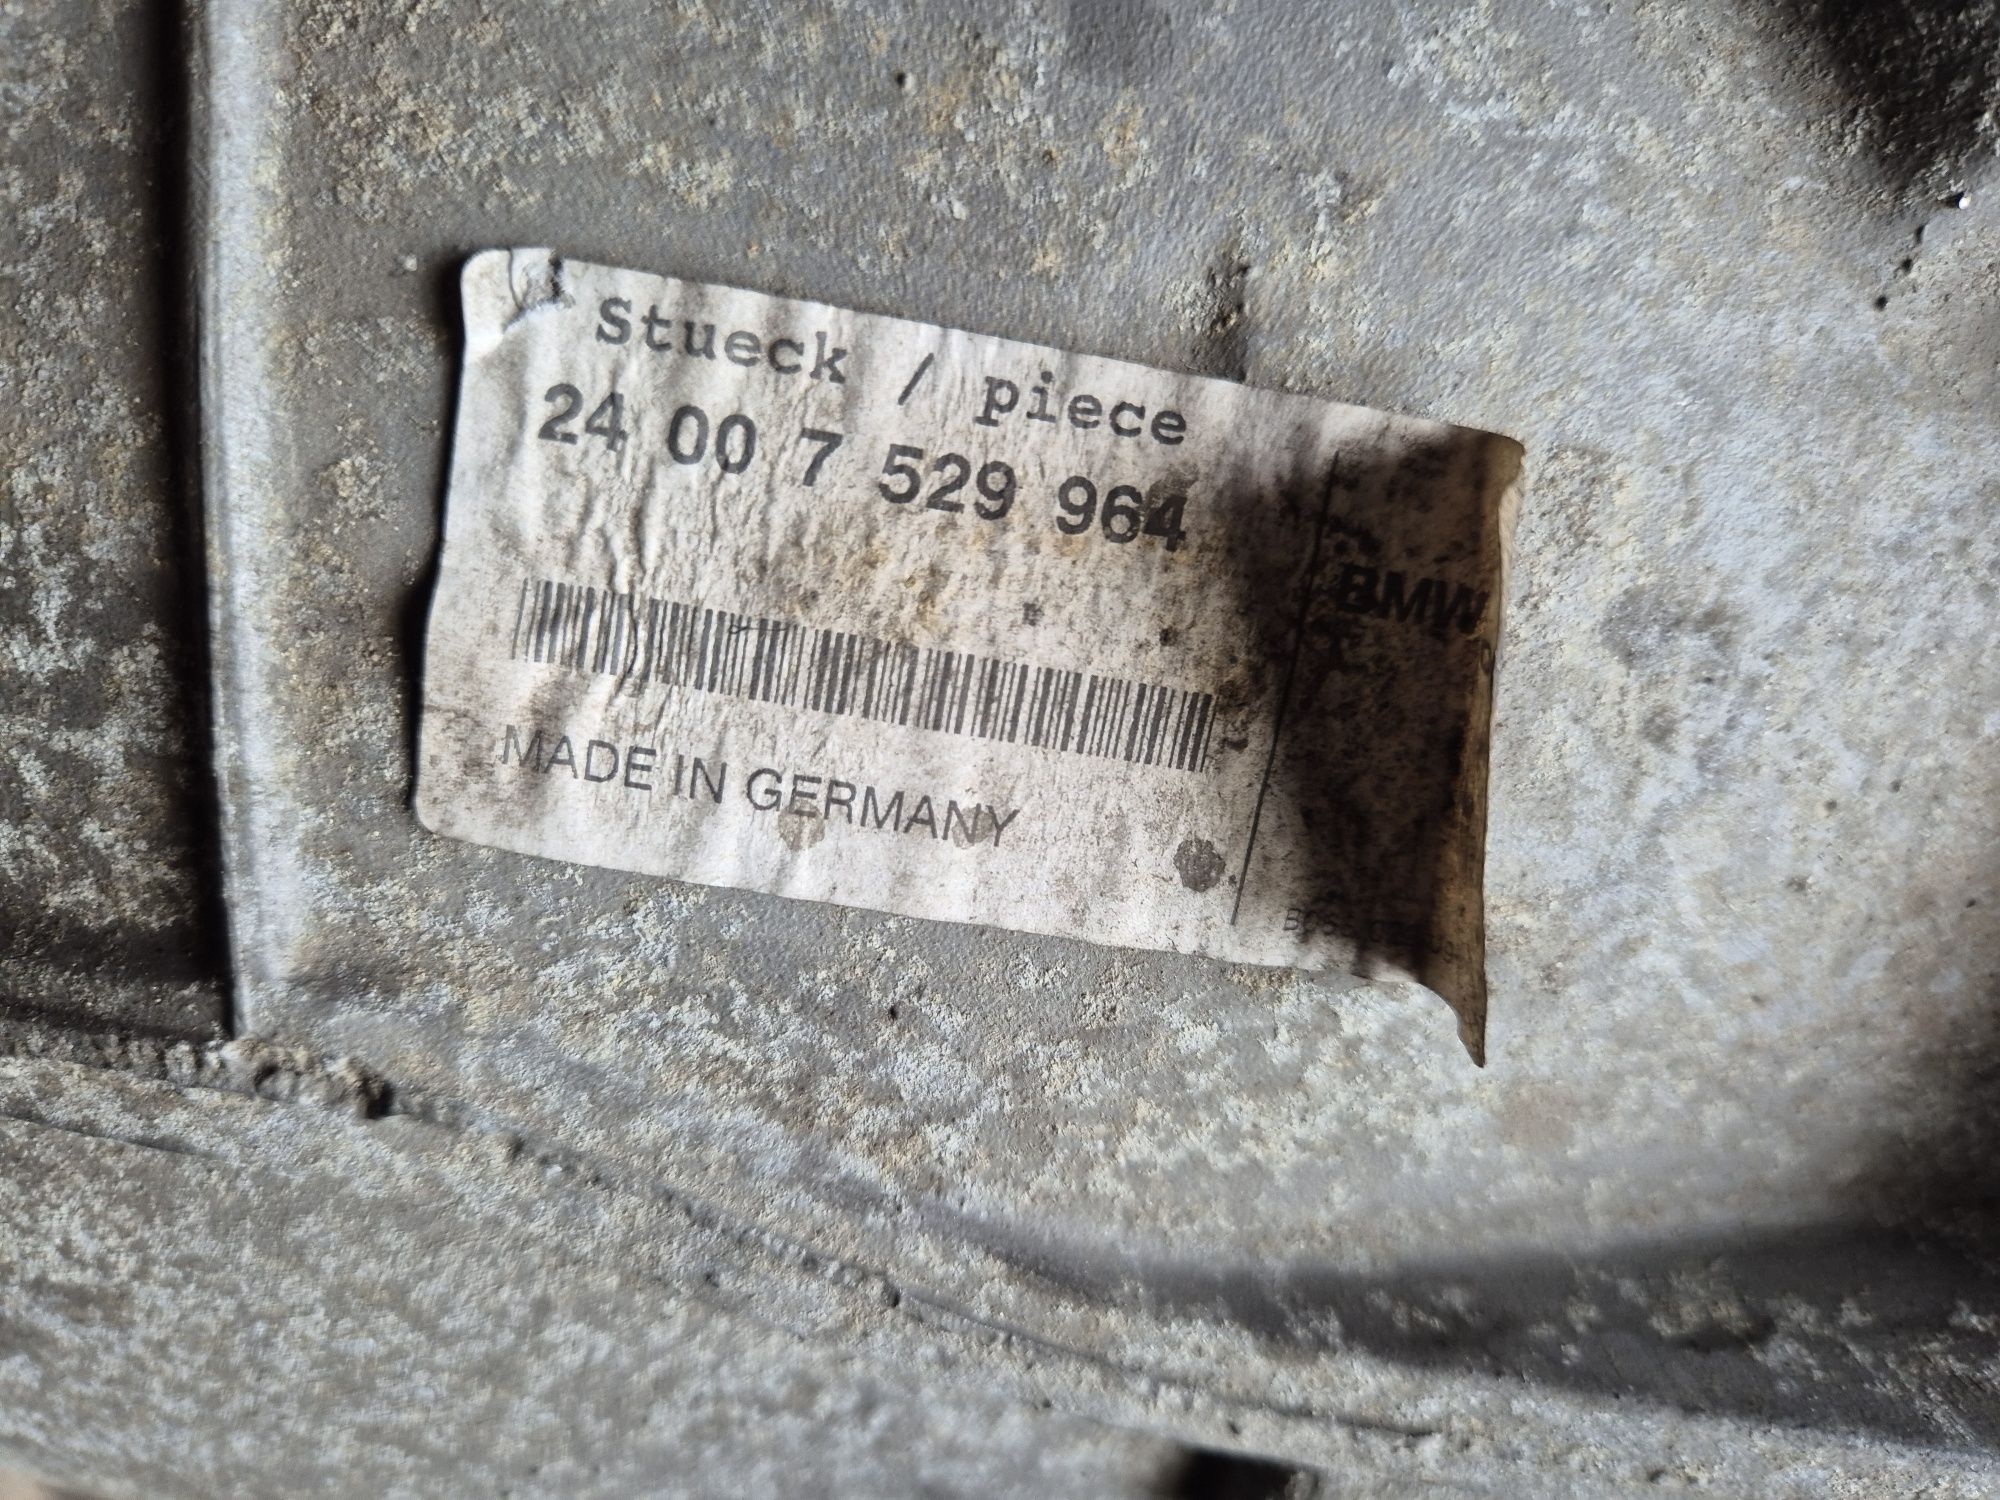 Stueck / piece
24 00 7 529 964
BMW
MADE IN GERMANY